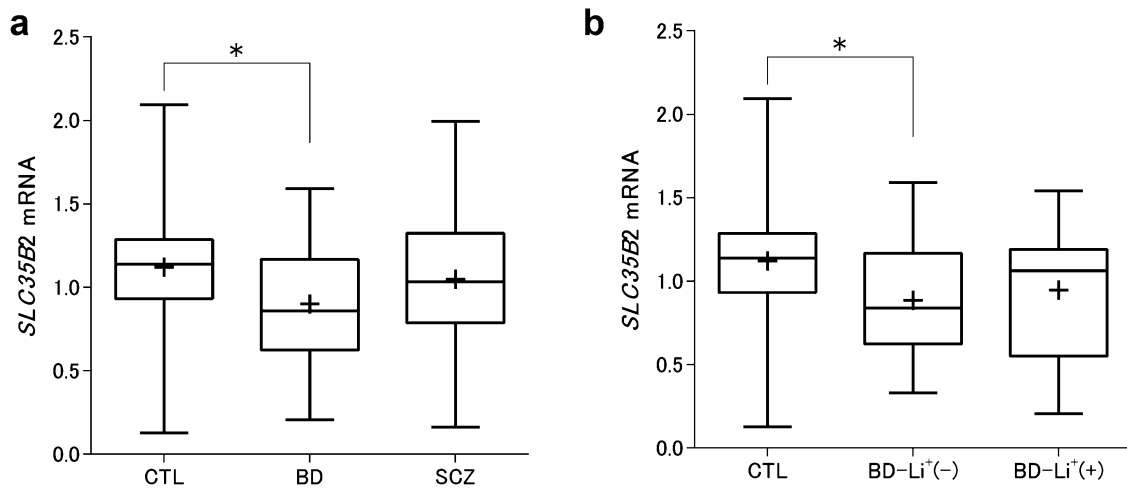 a
SLC35B2 mRNA
2.5
2.0
1.5
1.0
0.5
0.0
*
CTL
BD
SCZ
b
SLC35B2 mRNA
2.5
2.0
1.5
1.0
0.5
0.0
*
CTL
BD-Li⁺(-)
BD-Li⁺(+)